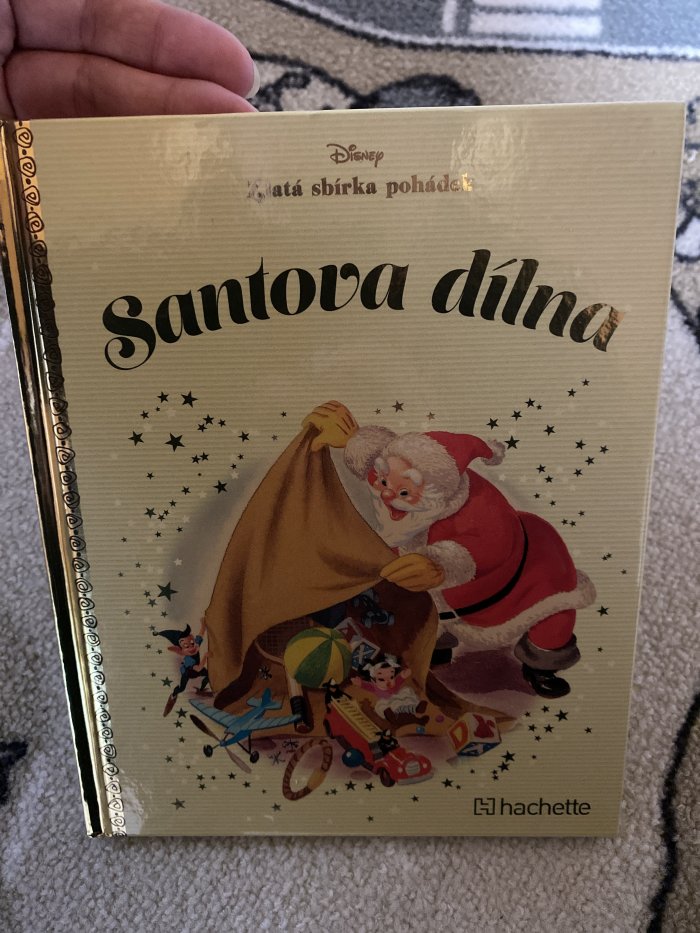 Disney
Zlatá sbírka pohádek
Santova dílna
hachette